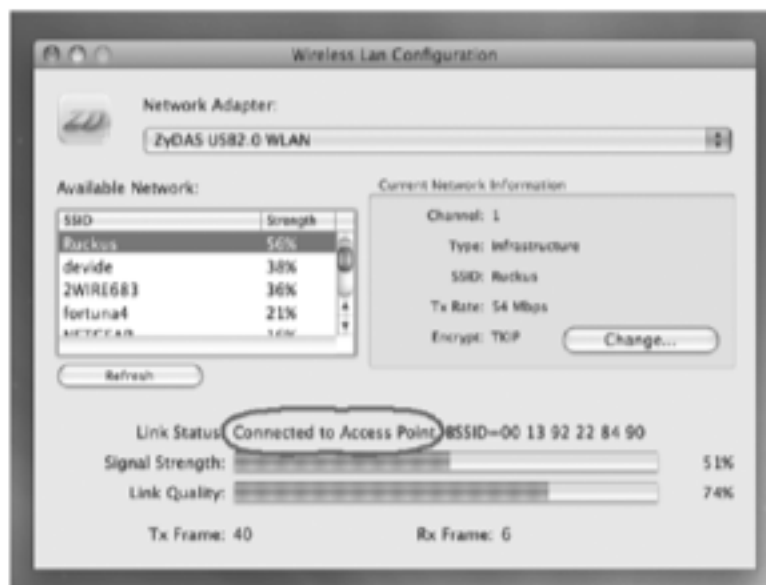 Wireless Lan Configuration
ZD
Network Adapter:
ZyDAS USB2.0 WLAN
Available Network:
SSID Strength
Ruckus 56%
devide 38%
2WIRE683 36%
fortuna4 21%
NETGEAR 16%
Refresh
Current Network Information
Channel: 1
Type: Infrastructure
SSID: Ruckus
Tx Rate: 54 Mbps
Encrypt: TKIP
Change...
Link Status: Connected to Access Point. BSSID=00 13 92 22 84 90
Signal Strength: 51%
Link Quality: 74%
Tx Frame: 40 Rx Frame: 6